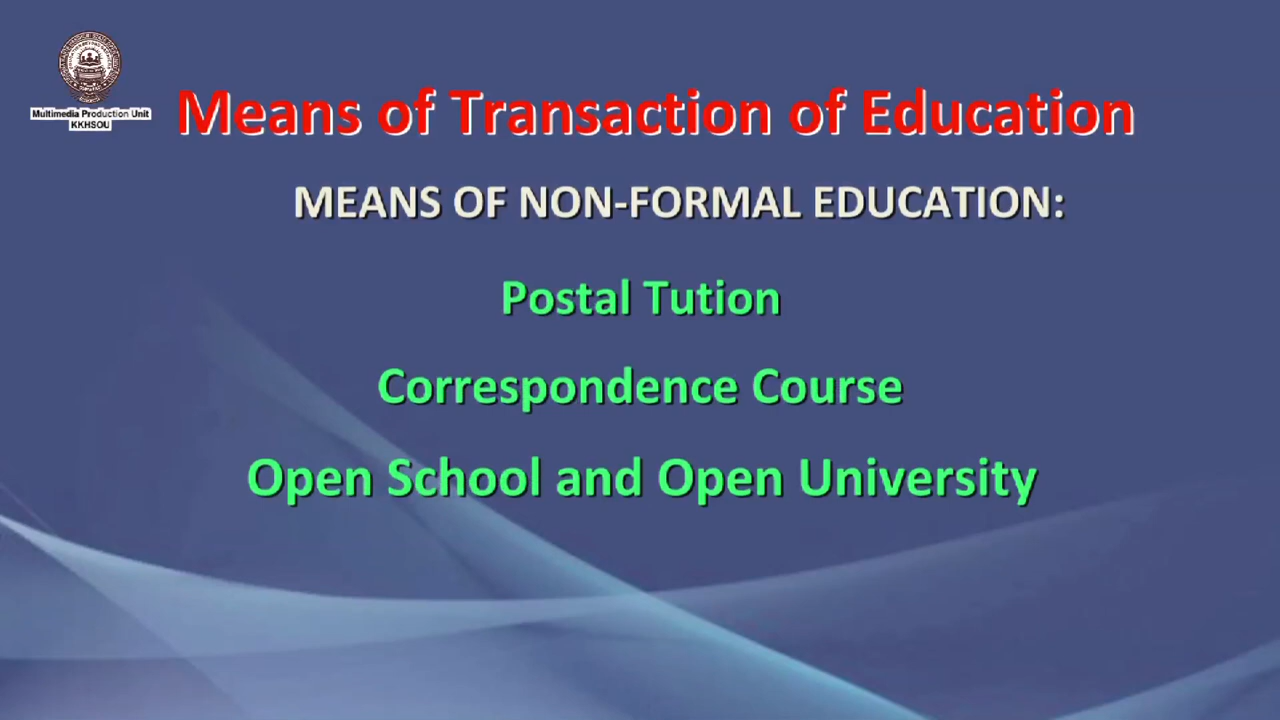 Multimedia Production Unit
KKHSOU
Means of Transaction of Education
MEANS OF NON-FORMAL EDUCATION:
Postal Tution
Correspondence Course
Open School and Open University